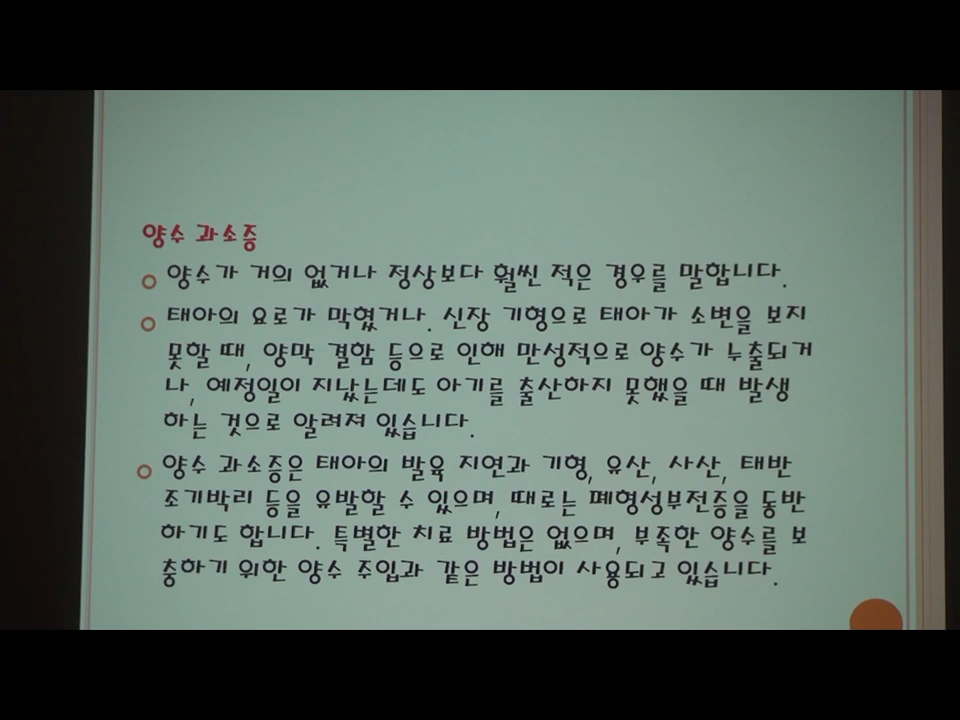 양수 과소증
양수가 거의 없거나 정상보다 훨씬 적은 경우를 말합니다.
태아의 요로가 막혔거나. 신장 기형으로 태아가 소변을 보지
못할 때, 양막 결함 등으로 인해 만성적으로 양수가 누출되거
나, 예정일이 지났는데도 아기를 출산하지 못했을 때 발생
하는 것으로 알려져 있습니다.
양수 과소증은 태아의 발육 지연과 기형, 유산, 사산, 태반
조기박리 등을 유발할 수 있으며, 때로는 폐형성부전증을 동반
하기도 합니다. 특별한 치료 방법은 없으며, 부족한 양수를 보
충하기 위한 양수 주입과 같은 방법이 사용되고 있습니다.